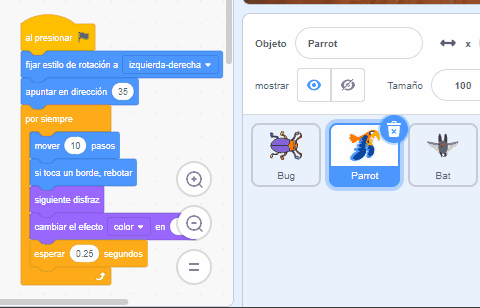 al presionar
fijar estilo de rotación a izquierda-derecha
apuntar en dirección 35
por siempre
mover 10 pasos
si toca un borde, rebotar
siguiente disfraz
cambiar el efecto color en
esperar 0.25 segundos
Objeto Parrot x
mostrar Tamaño 100
Bug Parrot Bat